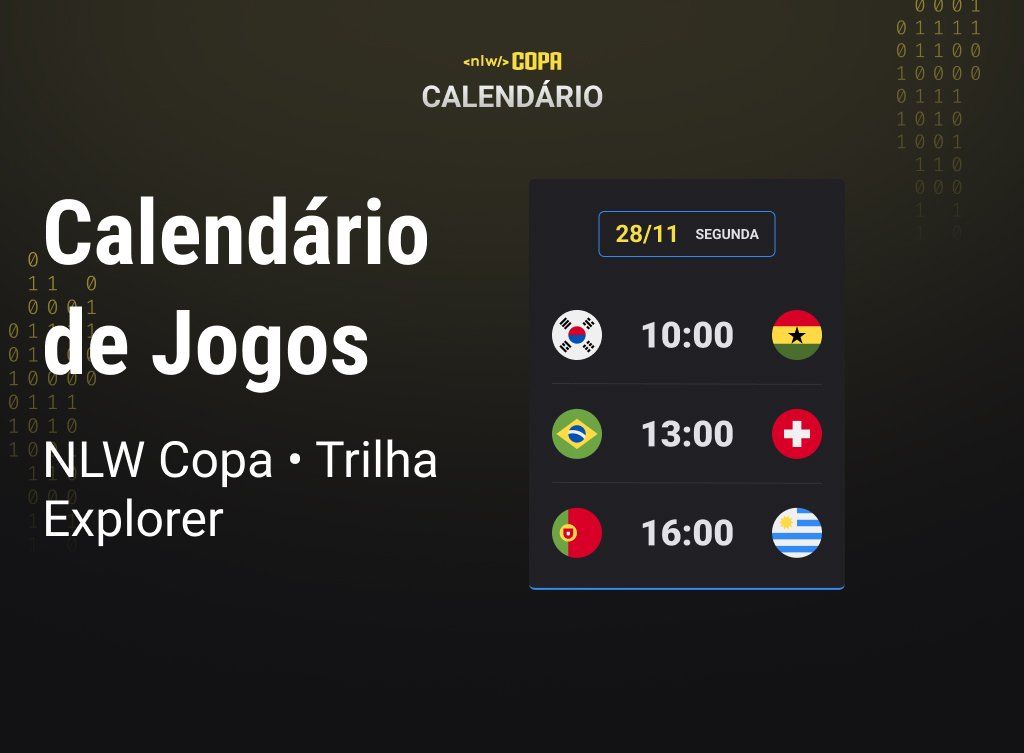 <nlw/> COPA
CALENDÁRIO
Calendário
de Jogos
NLW Copa • Trilha
Explorer
28/11 SEGUNDA
10:00
13:00
16:00